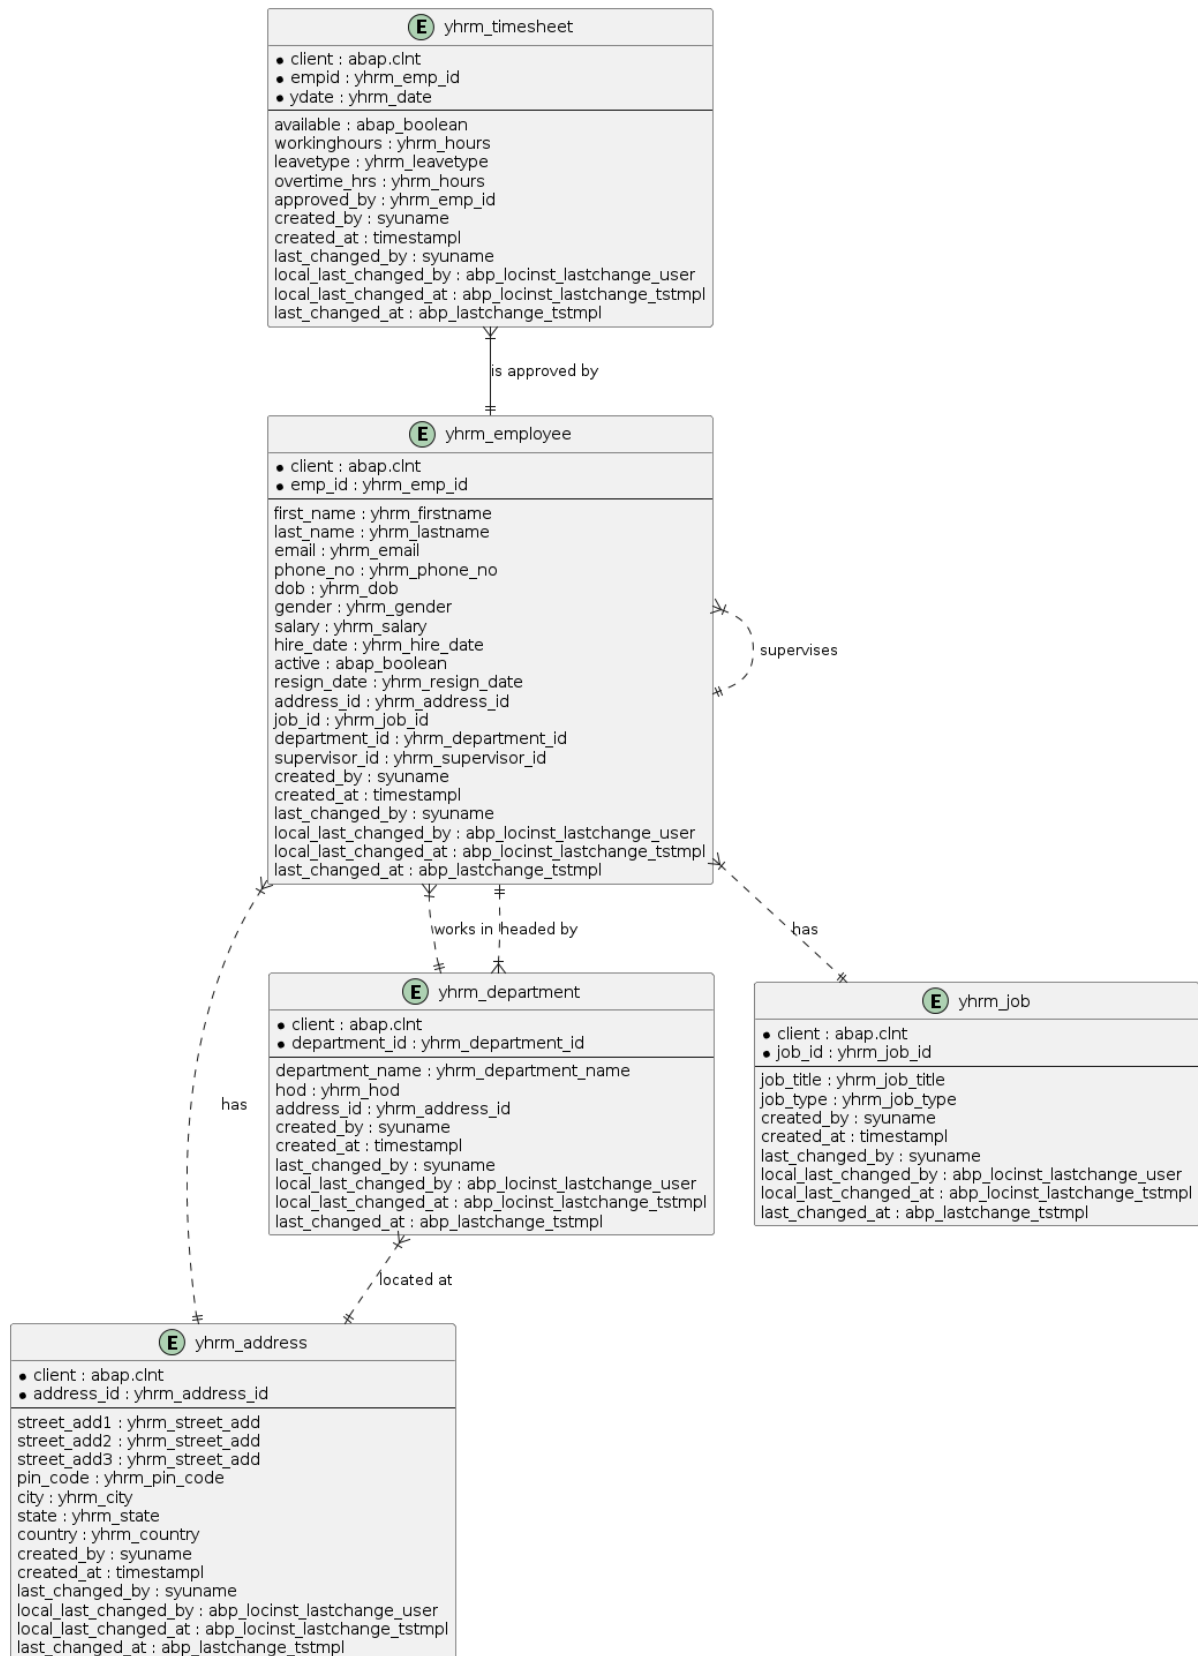 E yhrm_timesheet
client : abap.clnt
empid : yhrm_emp_id
ydate : yhrm_date
available : abap_boolean
workinghours : yhrm_hours
leavetype : yhrm_leavetype
overtime_hrs : yhrm_hours
approved_by : yhrm_emp_id
created_by : syuname
created_at : timestampl
last_changed_by : syuname
local_last_changed_by : abp_locinst_lastchange_user
local_last_changed_at : abp_locinst_lastchange_tstmpl
last_changed_at : abp_lastchange_tstmpl
is approved by
E yhrm_employee
client : abap.clnt
emp_id : yhrm_emp_id
first_name : yhrm_firstname
last_name : yhrm_lastname
email : yhrm_email
phone_no : yhrm_phone_no
dob : yhrm_dob
gender : yhrm_gender
salary : yhrm_salary
hire_date : yhrm_hire_date
active : abap_boolean
resign_date : yhrm_resign_date
address_id : yhrm_address_id
job_id : yhrm_job_id
department_id : yhrm_department_id
supervisor_id : yhrm_supervisor_id
created_by : syuname
created_at : timestampl
last_changed_by : syuname
local_last_changed_by : abp_locinst_lastchange_user
local_last_changed_at : abp_locinst_lastchange_tstmpl
last_changed_at : abp_lastchange_tstmpl
supervises
works in
headed by
has
E yhrm_department
client : abap.clnt
department_id : yhrm_department_id
department_name : yhrm_department_name
hod : yhrm_hod
address_id : yhrm_address_id
created_by : syuname
created_at : timestampl
last_changed_by : syuname
local_last_changed_by : abp_locinst_lastchange_user
local_last_changed_at : abp_locinst_lastchange_tstmpl
last_changed_at : abp_lastchange_tstmpl
E yhrm_job
client : abap.clnt
job_id : yhrm_job_id
job_title : yhrm_job_title
job_type : yhrm_job_type
created_by : syuname
created_at : timestampl
last_changed_by : syuname
local_last_changed_by : abp_locinst_lastchange_user
local_last_changed_at : abp_locinst_lastchange_tstmpl
last_changed_at : abp_lastchange_tstmpl
has
located at
E yhrm_address
client : abap.clnt
address_id : yhrm_address_id
street_add1 : yhrm_street_add
street_add2 : yhrm_street_add
street_add3 : yhrm_street_add
pin_code : yhrm_pin_code
city : yhrm_city
state : yhrm_state
country : yhrm_country
created_by : syuname
created_at : timestampl
last_changed_by : syuname
local_last_changed_by : abp_locinst_lastchange_user
local_last_changed_at : abp_locinst_lastchange_tstmpl
last_changed_at : abp_lastchange_tstmpl